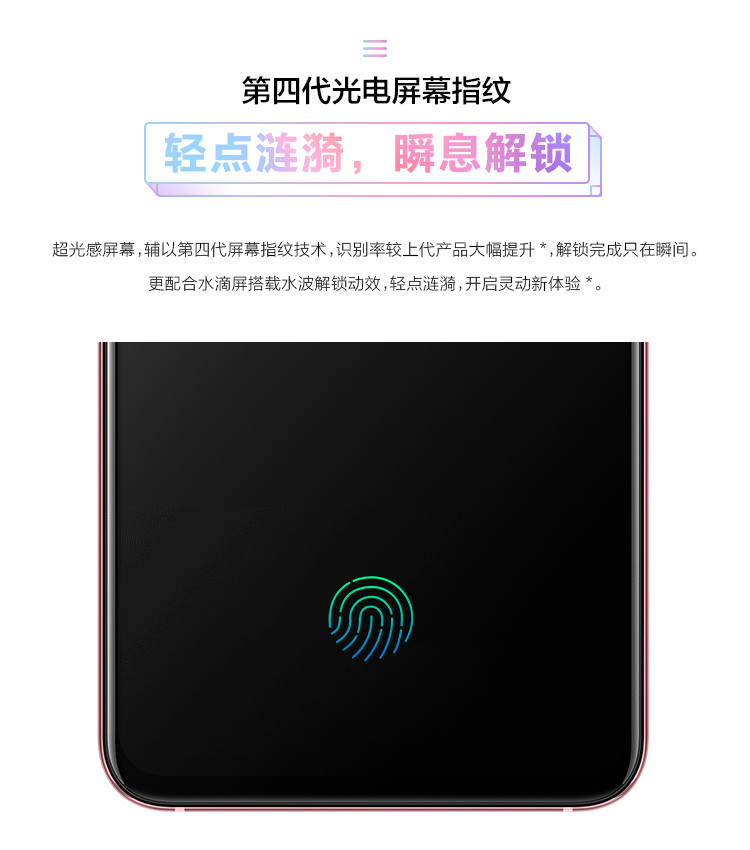 第四代光电屏幕指纹
轻点涟漪，瞬息解锁
超光感屏幕，辅以第四代屏幕指纹技术，识别率较上代产品大幅提升*，解锁完成只在瞬间。
更配合水滴屏搭载水波解锁动效，轻点涟漪，开启灵动新体验*。